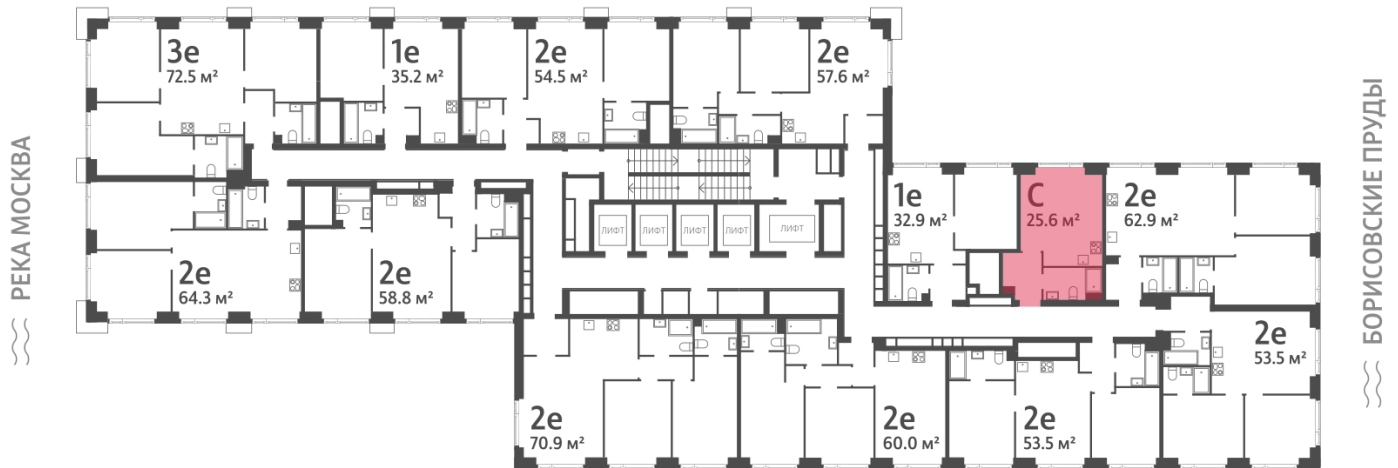 РЕКА МОСКВА
3е
72.5 м²
1е
35.2 м²
2е
54.5 м²
2е
57.6 м²
1е
32.9 м²
С
25.6 м²
2е
62.9 м²
ЛИФТ
ЛИФТ
ЛИФТ
ЛИФТ
ЛИФТ
2е
64.3 м²
2е
58.8 м²
2е
53.5 м²
2е
70.9 м²
2е
60.0 м²
2е
53.5 м²
БОРИСОВСКИЕ ПРУДЫ